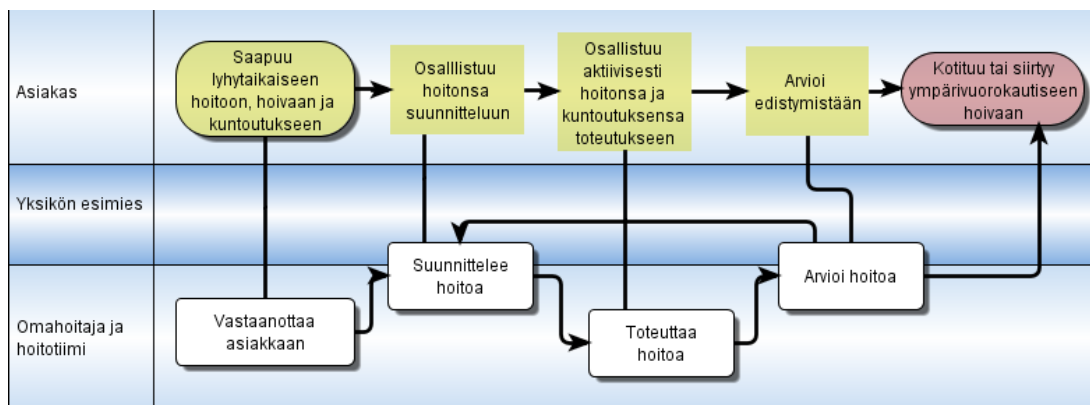 Asiakas
Saapuu
lyhytaikaiseen
hoitoon, hoivaan ja
kuntoutukseen
Osalllistuu
hoitonsa
suunnitteluun
Osallistuu
aktiivisesti
hoitonsa ja
kuntoutuksensa
toteutukseen
Arvioi
edistymistään
Kotituu tai siirtyy
ympärivuorokautiseen
hoivaan
Yksikön esimies
Omahoitaja ja
hoitotiimi
Vastaanottaa
asiakkaan
Suunnittelee
hoitoa
Toteuttaa
hoitoa
Arvioi hoitoa